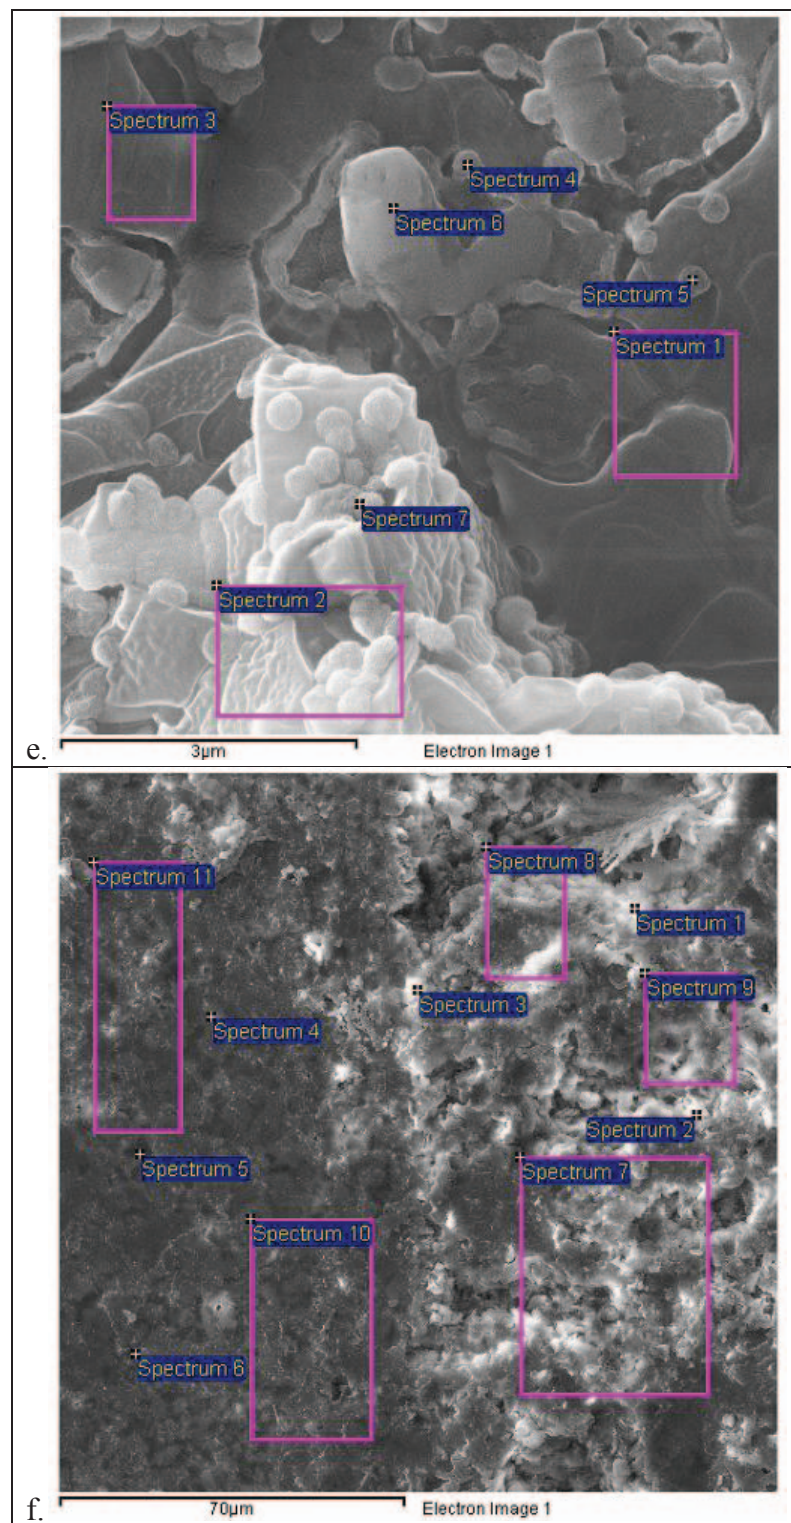 Spectrum 3
Spectrum 4
Spectrum 6
Spectrum 5
Spectrum 1
Spectrum 7
Spectrum 2
e.
3µm
Electron Image 1
Spectrum 8
Spectrum 11
Spectrum 1
Spectrum 9
Spectrum 3
Spectrum 4
Spectrum 2
Spectrum 5
Spectrum 7
Spectrum 10
Spectrum 6
f.
70µm
Electron Image 1